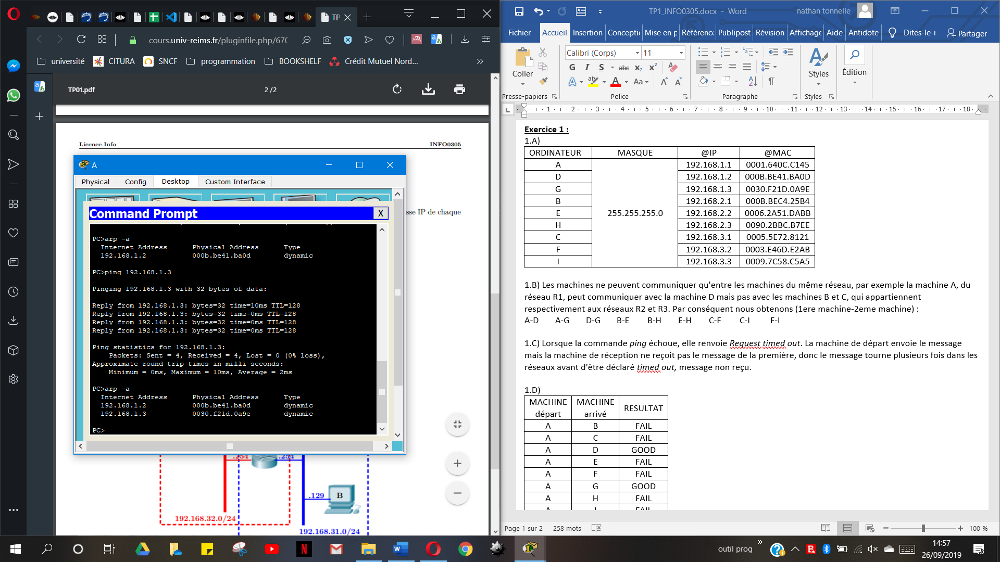 TP
cours.univ-reims.fr/pluginfile.php/670
université
CITURA
SNCF
programmation
BOOKSHELF
Crédit Mutuel Nord...
»
TP01.pdf
2 / 2
Licence Info
INFO0305
A
Physical
Config
Desktop
Custom Interface
sse IP de chaque
Command Prompt
X
PC>arp -a
Internet Address Physical Address Type
192.168.1.2 000b.be41.ba0d dynamic
PC>ping 192.168.1.3
Pinging 192.168.1.3 with 32 bytes of data:
Reply from 192.168.1.3: bytes=32 time=10ms TTL=128
Reply from 192.168.1.3: bytes=32 time=0ms TTL=128
Reply from 192.168.1.3: bytes=32 time=0ms TTL=128
Reply from 192.168.1.3: bytes=32 time=0ms TTL=128
Ping statistics for 192.168.1.3:
Packets: Sent = 4, Received = 4, Lost = 0 (0% loss),
Approximate round trip times in milli-seconds:
Minimum = 0ms, Maximum = 10ms, Average = 2ms
PC>arp -a
Internet Address Physical Address Type
192.168.1.2 000b.be41.ba0d dynamic
192.168.1.3 0030.f21d.0a9e dynamic
PC>
.254
.254
.129
B
192.168.32.0/24
192.168.31.0/24
TP1_INFO0305.docx - Word
nathan tonnelle
Fichier
Accueil
Insertion
Conceptic
Mise en p
Référence
Publipost
Révision
Affichage
Aide
Antidote
Dites-le-r
Partager
Coller
Calibri (Corps)
11
G I S abc x₂ x²
A ab A Aa A A
Styles
Édition
Presse-papiers
Police
Paragraphe
Styles
1 2 3 4 5 6 7 8 9 10 11 12 13 14 15 16 17 18
Exercice 1 :
1.A)
ORDINATEUR MASQUE @IP @MAC
A 192.168.1.1 0001.640C.C145
D 192.168.1.2 000B.BE41.BA0D
G 192.168.1.3 0030.F21D.0A9E
B 192.168.2.1 000B.BEC4.25B4
E 255.255.255.0 192.168.2.2 0006.2A51.DABB
H 192.168.2.3 0090.2BBC.B7EE
C 192.168.3.1 0005.5E72.8121
F 192.168.3.2 0003.E46D.E2AB
I 192.168.3.3 0009.7C58.C5A5
1.B) Les machines ne peuvent communiquer qu'entre les machines du même réseau, par exemple la machine A, du
réseau R1, peut communiquer avec la machine D mais pas avec les machines B et C, qui appartiennent
respectivement aux réseaux R2 et R3. Par conséquent nous obtenons (1ere machine-2eme machine) :
A-D A-G D-G B-E B-H E-H C-F C-I F-I
1.C) Lorsque la commande ping échoue, elle renvoie Request timed out. La machine de départ envoie le message
mais la machine de réception ne reçoit pas le message de la première, donc le message tourne plusieurs fois dans les
réseaux avant d'être déclaré timed out, message non reçu.
1.D)
MACHINE départ MACHINE arrivé RESULTAT
A B FAIL
A C FAIL
A D GOOD
A E FAIL
A F FAIL
A G GOOD
A H FAIL
Page 1 sur 2
258 mots
100 %
outil prog
»
14:57
26/09/2019